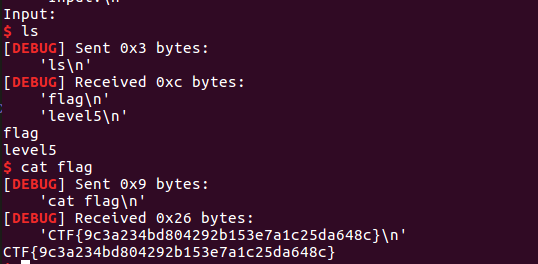 Input:
$ ls
[DEBUG] Sent 0x3 bytes:
    'ls\n'
[DEBUG] Received 0xc bytes:
    'flag\n'
    'level5\n'
flag
level5
$ cat flag
[DEBUG] Sent 0x9 bytes:
    'cat flag\n'
[DEBUG] Received 0x26 bytes:
    'CTF{9c3a234bd804292b153e7a1c25da648c}\n'
CTF{9c3a234bd804292b153e7a1c25da648c}